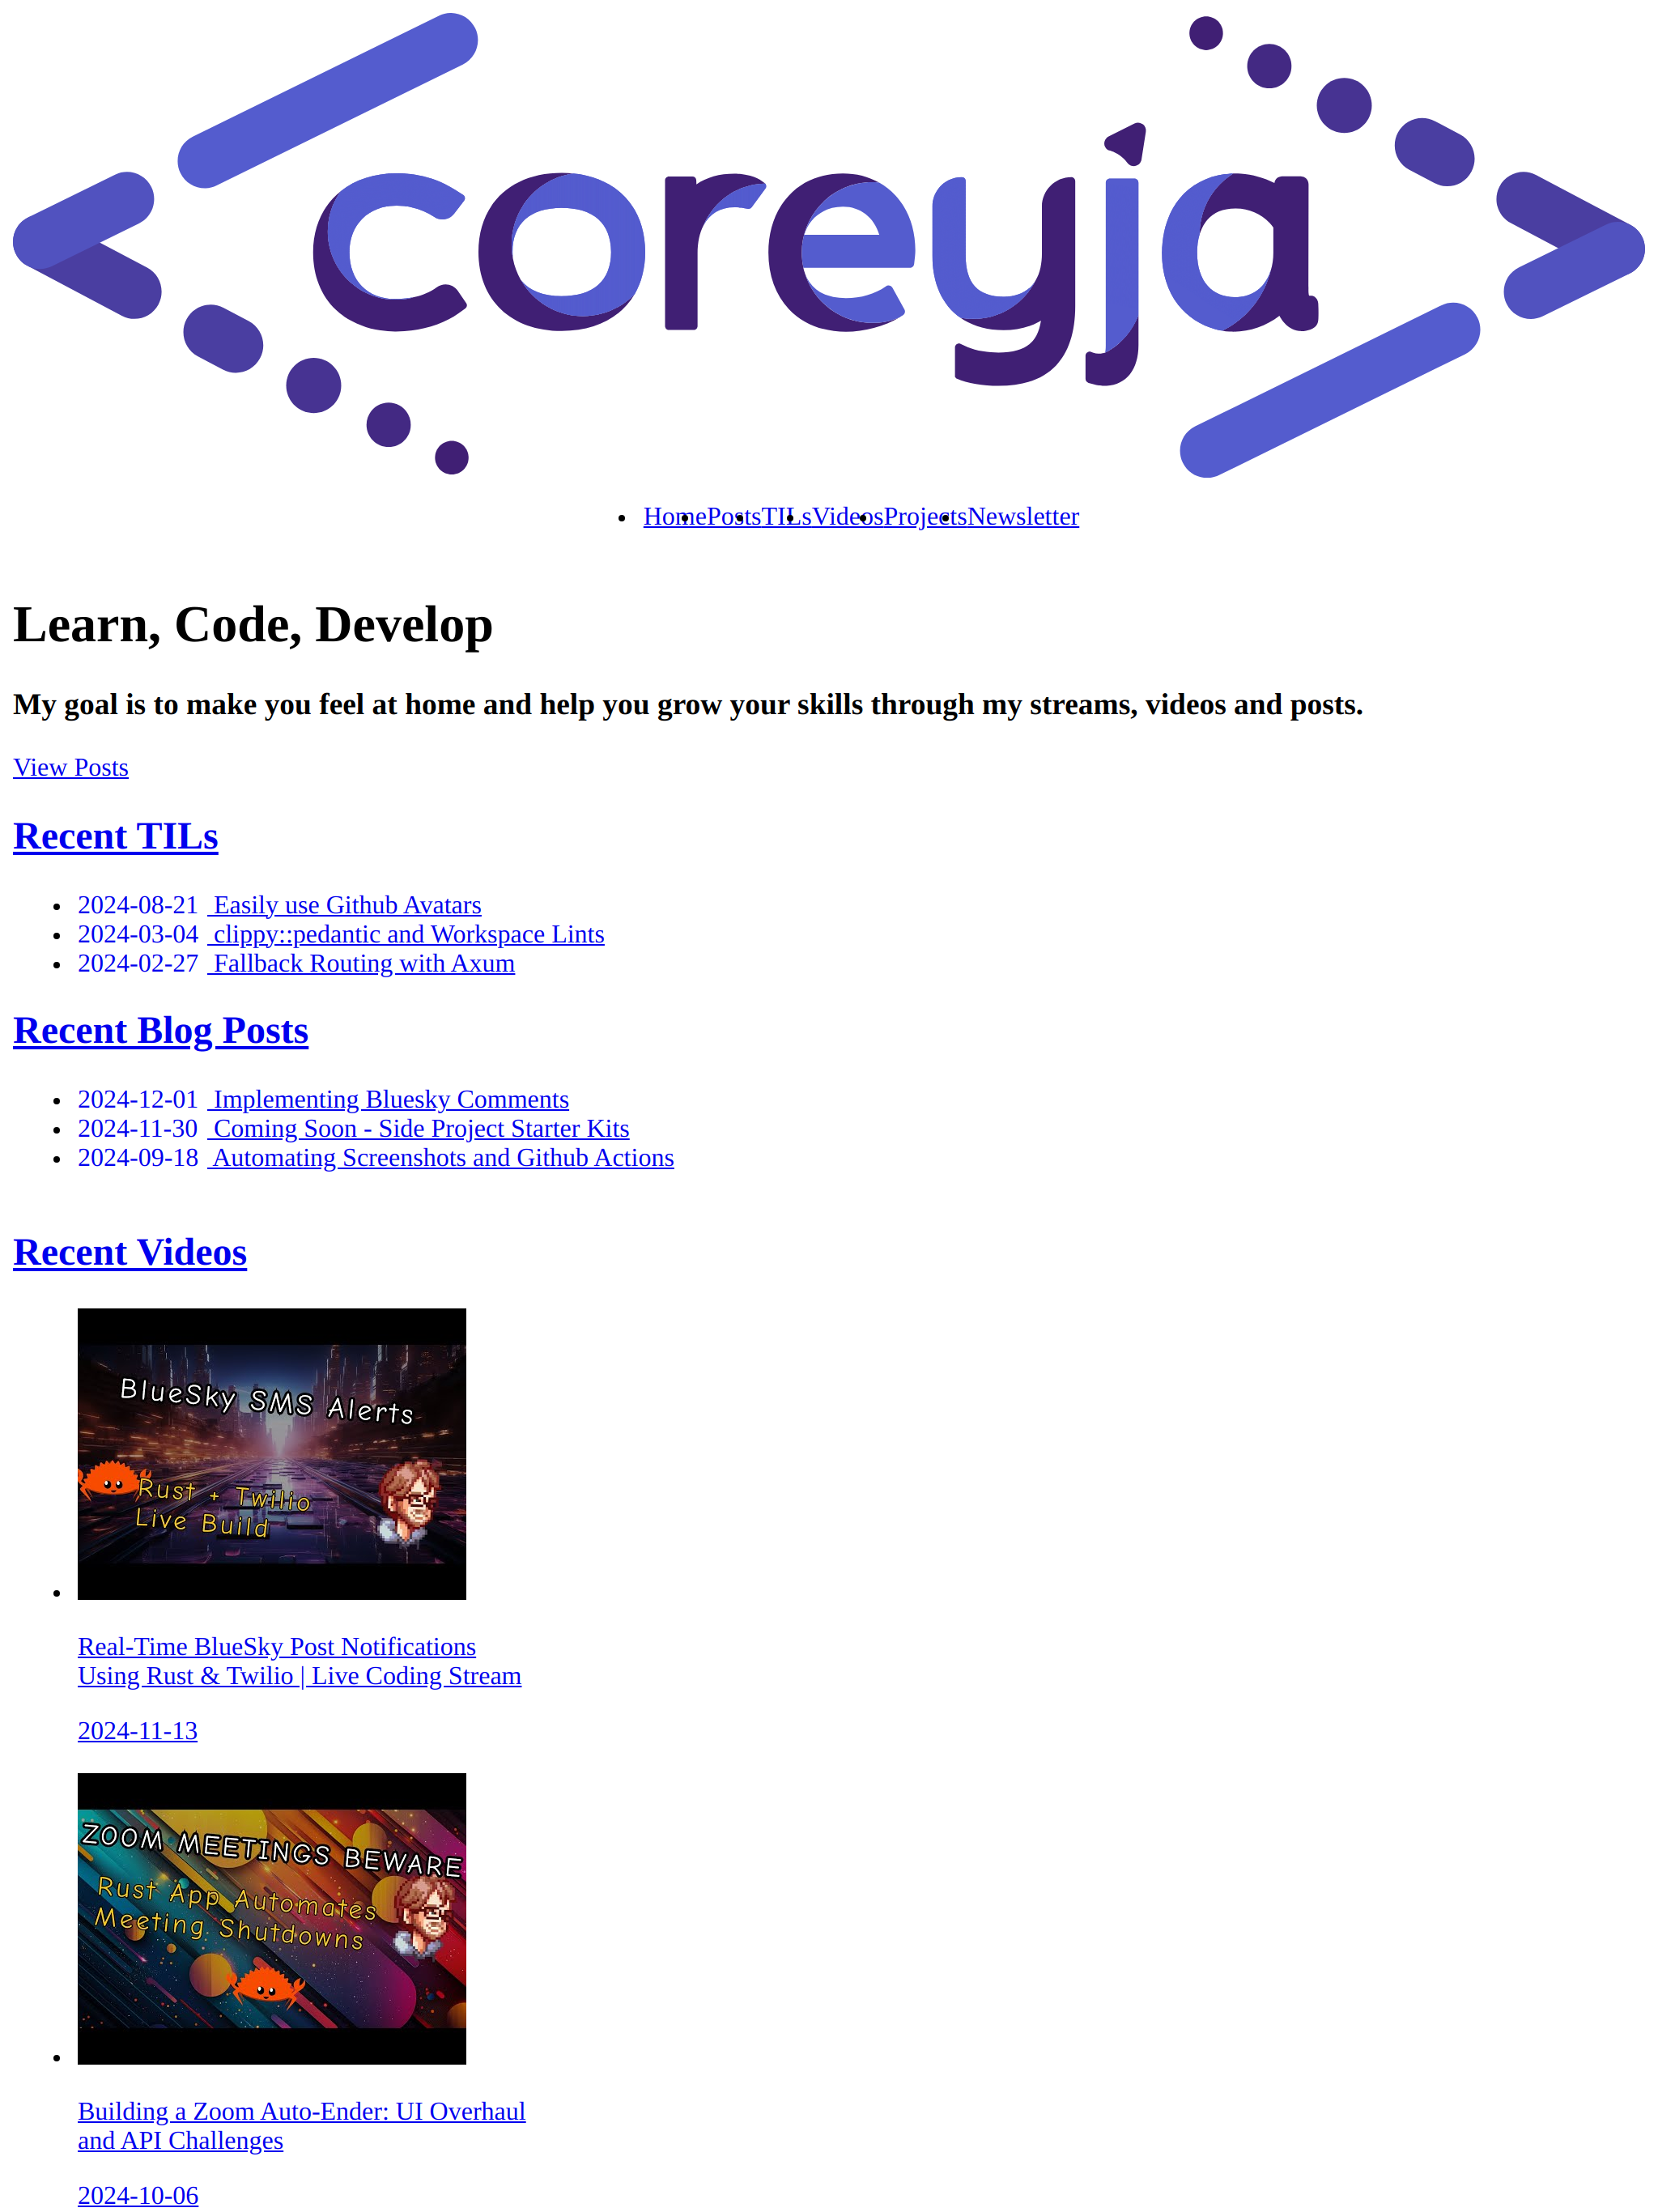 coreyja
HomePostsTILsVideosProjectsNewsletter
Learn, Code, Develop
My goal is to make you feel at home and help you grow your skills through my streams, videos and posts.
View Posts
Recent TILs
2024-08-21 Easily use Github Avatars
2024-03-04 clippy::pedantic and Workspace Lints
2024-02-27 Fallback Routing with Axum
Recent Blog Posts
2024-12-01 Implementing Bluesky Comments
2024-11-30 Coming Soon - Side Project Starter Kits
2024-09-18 Automating Screenshots and Github Actions
Recent Videos
BlueSky SMS Alerts
Rust + Twilio
Live Build
Real-Time BlueSky Post Notifications
Using Rust & Twilio | Live Coding Stream
2024-11-13
ZOOM MEETINGS BEWARE
Rust App Automates
Meeting Shutdowns
Building a Zoom Auto-Ender: UI Overhaul
and API Challenges
2024-10-06